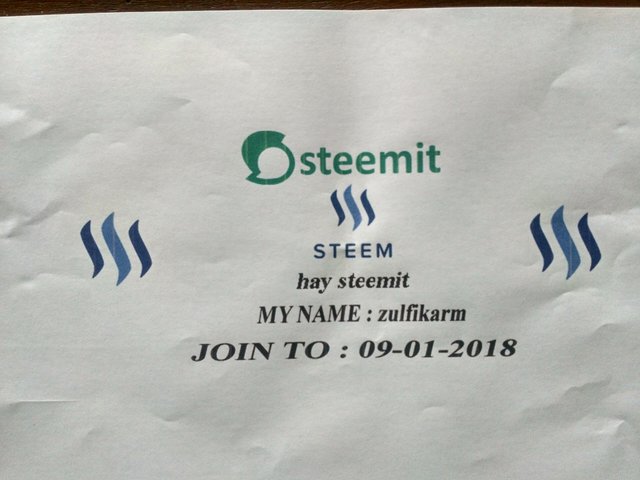 steemit
STEEM
hay steemit
MY NAME : zulfikarm
JOIN TO : 09-01-2018